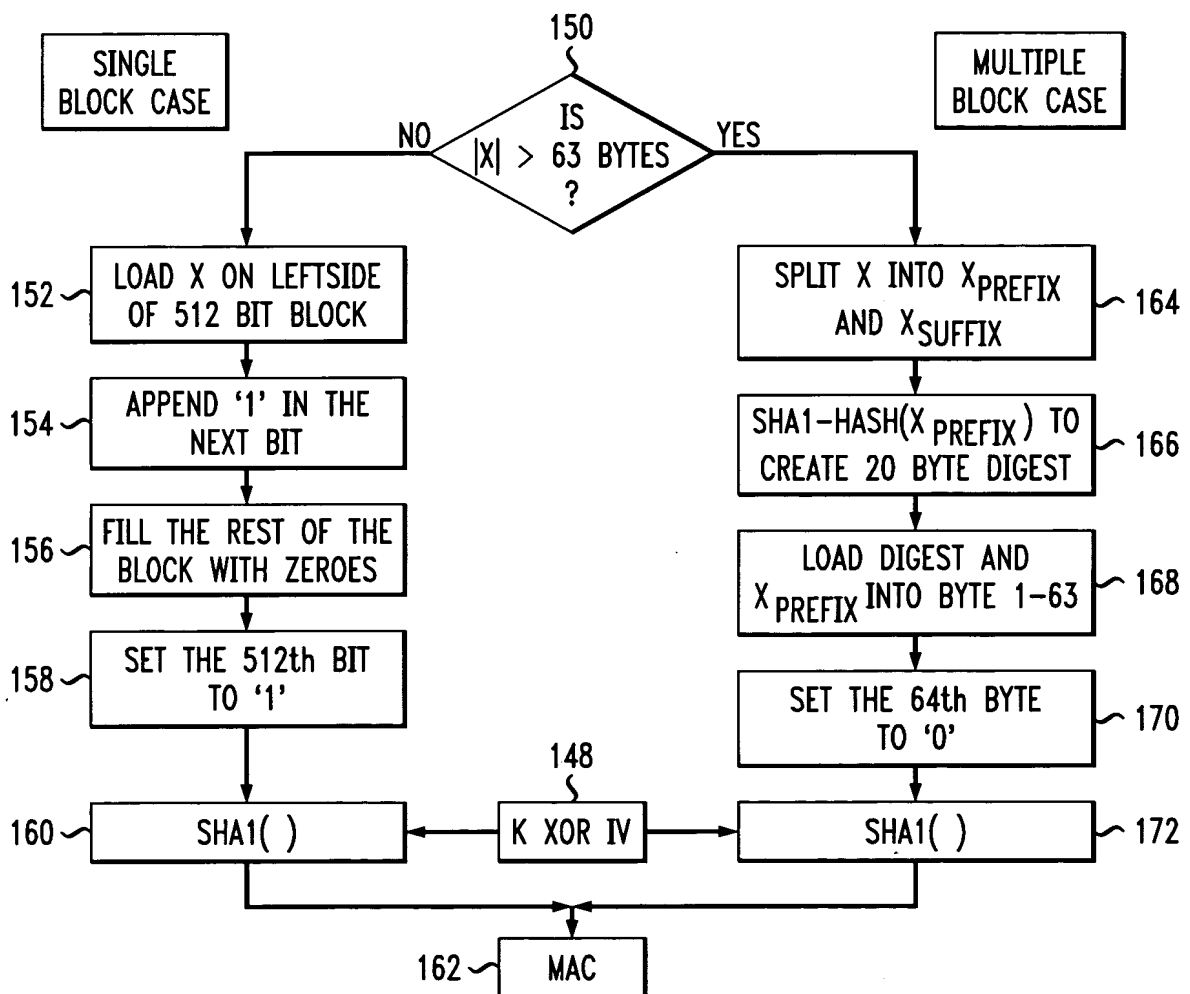 150
SINGLE
BLOCK CASE
MULTIPLE
BLOCK CASE
IS
|X| > 63 BYTES
?
NO
YES
152
LOAD X ON LEFTSIDE
OF 512 BIT BLOCK
154
APPEND ‘1’ IN THE
NEXT BIT
156
FILL THE REST OF THE
BLOCK WITH ZEROES
158
SET THE 512th BIT
TO ‘1’
160
SHA1( )
148
K XOR IV
SPLIT X INTO XPREFIX
AND XSUFFIX
164
SHA1-HASH(XPREFIX) TO
CREATE 20 BYTE DIGEST
166
LOAD DIGEST AND
XPREFIX INTO BYTE 1-63
168
SET THE 64th BYTE
TO ‘0’
170
SHA1( )
172
162
MAC